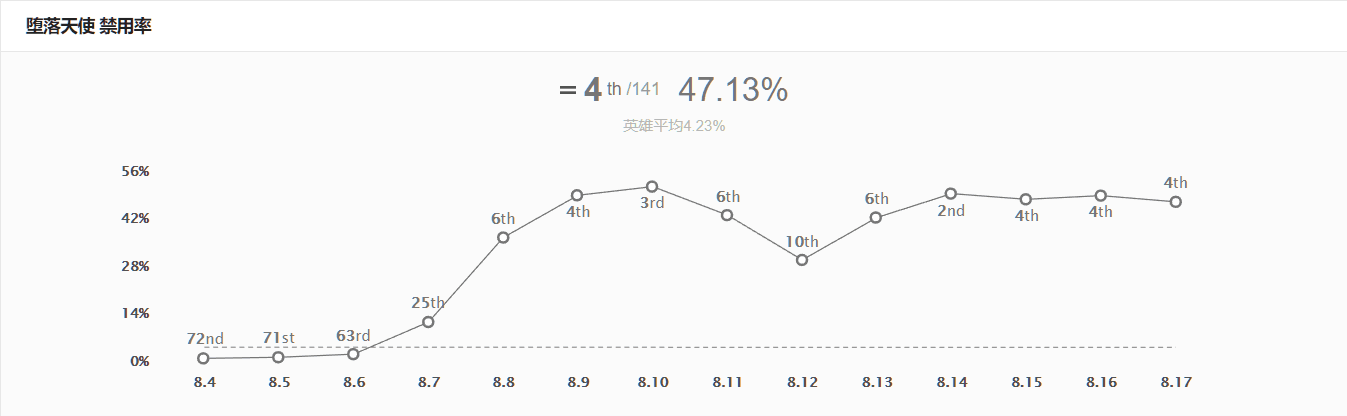 堕落天使 禁用率
= 4 th /141 47.13%
英雄平均4.23%
56%
42%
28%
14%
0%
72nd 71st 63rd 25th 6th 4th 3rd 6th 10th 6th 2nd 4th 4th 4th
8.4 8.5 8.6 8.7 8.8 8.9 8.10 8.11 8.12 8.13 8.14 8.15 8.16 8.17